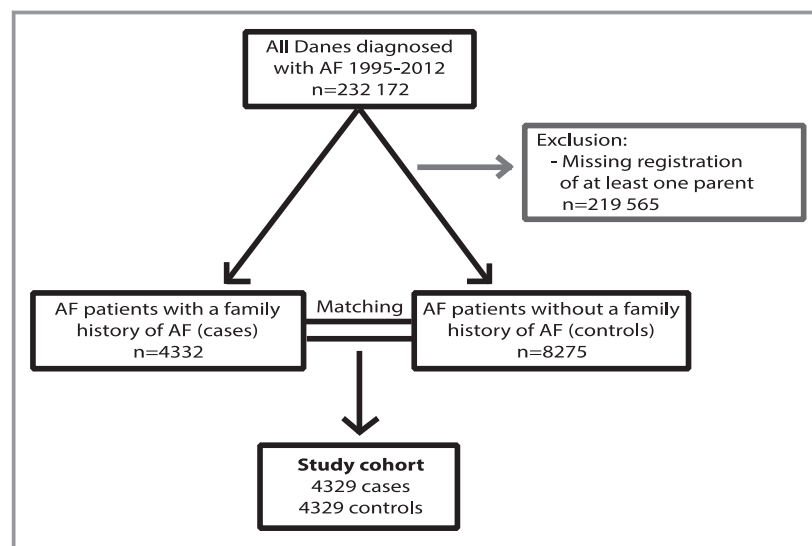 All Danes diagnosed
with AF 1995-2012
n=232 172
Exclusion:
- Missing registration
of at least one parent
n=219 565
AF patients with a family
history of AF (cases)
n=4332
Matching
AF patients without a family
history of AF (controls)
n=8275
Study cohort
4329 cases
4329 controls